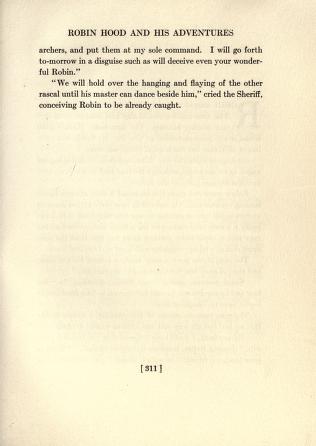 ROBIN HOOD AND HIS ADVENTURES
archers, and put them at my sole command. I will go forth
to-morrow in a disguise such as will deceive even your wonder-
ful Robin."
"We will hold over the hanging and flaying of the other
rascal until his master can dance beside him," cried the Sheriff,
conceiving Robin to be already caught.
[ 311 ]